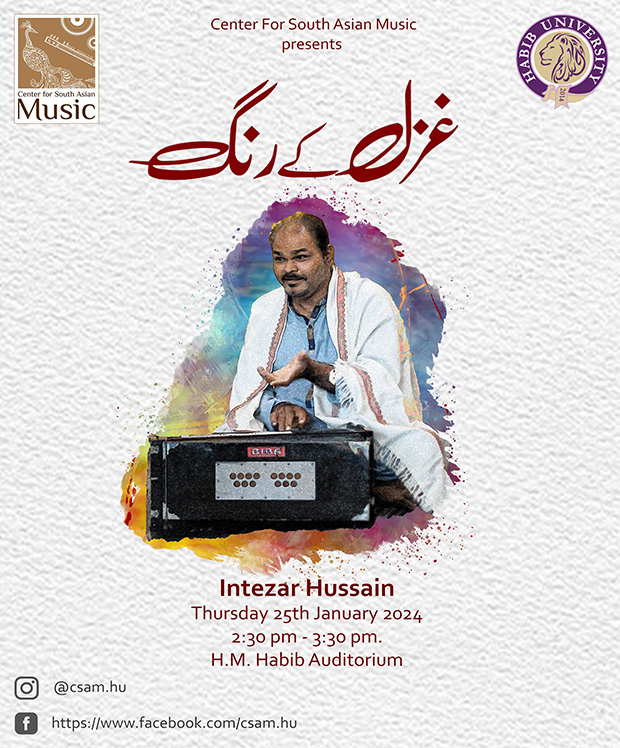 Center For South Asian Music
presents
Center for South Asian
Music
HABIB UNIVERSITY
2014
غزل کے رنگ
Intezar Hussain
Thursday 25th January 2024
2:30 pm - 3:30 pm.
H.M. Habib Auditorium
@csam.hu
https://www.facebook.com/csam.hu